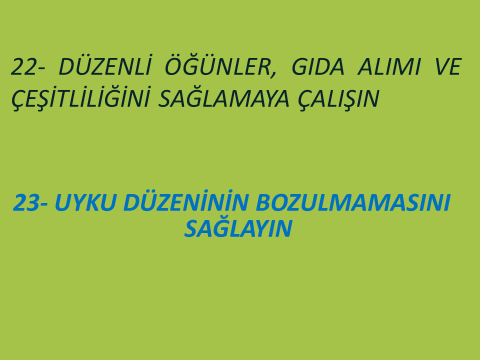 22- DÜZENLİ ÖĞÜNLER, GIDA ALIMI VE
ÇEŞİTLİLİĞİNİ SAĞLAMAYA ÇALIŞIN
23- UYKU DÜZENİNİN BOZULMAMASINI
SAĞLAYIN